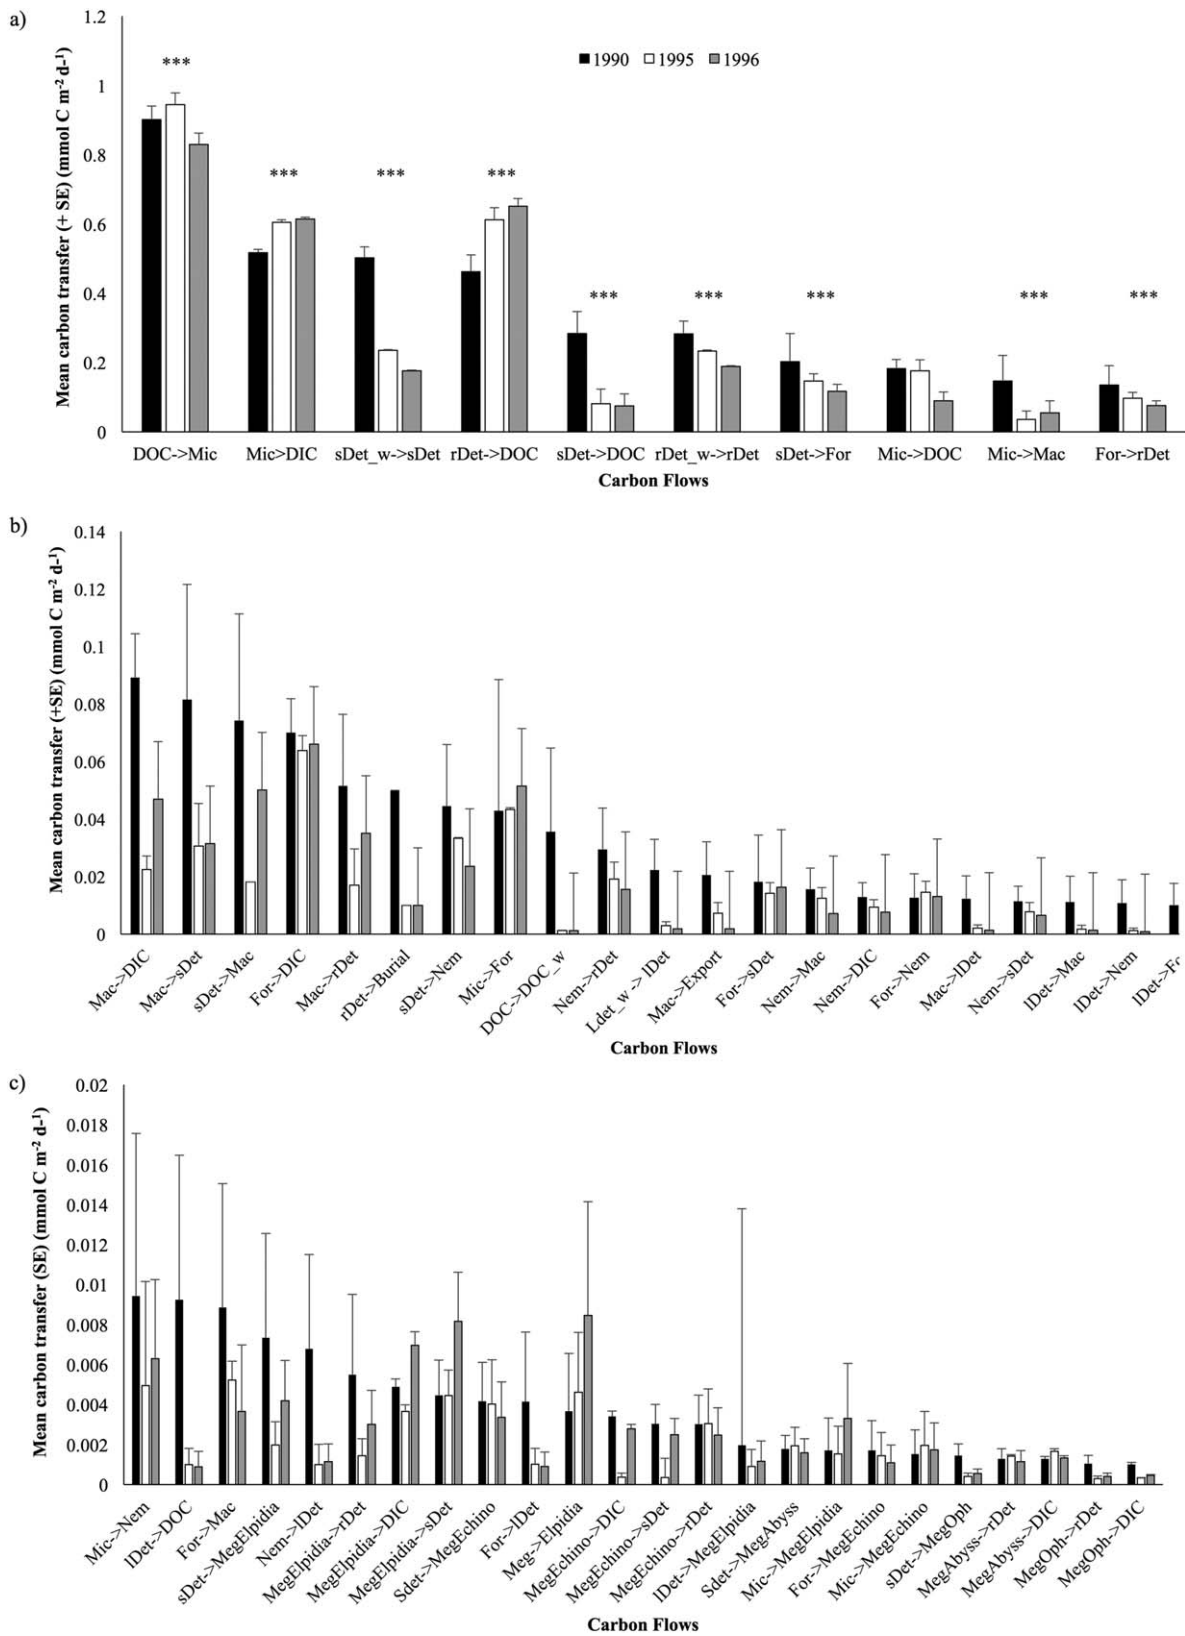 a)
Mean carbon transfer (+ SE) (mmol C m⁻² d⁻¹)
1.2
1
0.8
0.6
0.4
0.2
0
1990 1995 1996
***
*** *** ***
*** *** *** *** ***
DOC->Mic Mic>DIC sDet_w->sDet rDet->DOC sDet->DOC rDet_w->rDet sDet->For Mic->DOC Mic->Mac For->rDet
Carbon Flows
b)
Mean carbon transfer (+SE) (mmol C m⁻² d⁻¹)
0.14
0.12
0.1
0.08
0.06
0.04
0.02
0
Mac->DIC
Mac->sDet
sDet->Mac
For->DIC
Mac->rDet
rDet->Burial
sDet->Nem
Mic->For
DOC->DOC_w
Nem->rDet
Ldet_w->lDet
Mac->Export
For->sDet
Nem->Mac
Nem->DIC
For->Nem
Mac->lDet
Nem->sDet
lDet->Mac
lDet->Nem
Carbon Flows
c)
Mean carbon transfer (SE) (mmol C m⁻² d⁻¹)
0.02
0.018
0.016
0.014
0.012
0.01
0.008
0.006
0.004
0.002
0
Mic->Nem
lDet->DOC
For->Mac
sDet->MegElpidia
Nem->lDet
MegElpidia->rDet
MegElpidia->DIC
MegElpidia->sDet
Sdet->MegEchino
For->lDet
Meg->Elpidia
MegEchino->DIC
MegEchino->sDet
MegEchino->rDet
lDet->MegElpidia
Sdet->MegAbyss
Mic->MegElpidia
For->MegEchino
Mic->MegEchino
sDet->MegOph
MegAbyss->rDet
MegAbyss->DIC
MegOph->rDet
MegOph->DIC
Carbon Flows